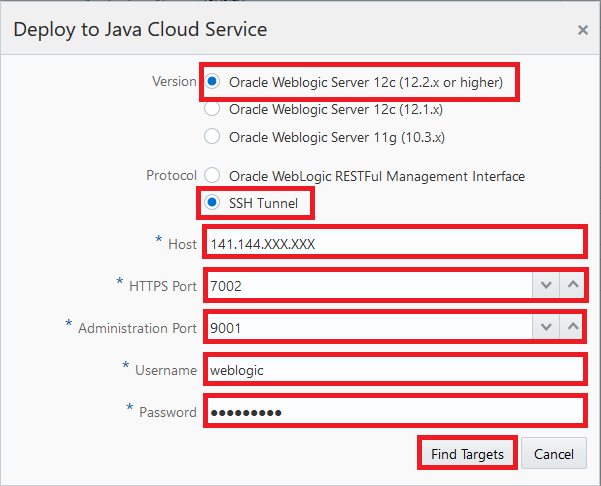 Deploy to Java Cloud Service ×
Version Oracle Weblogic Server 12c (12.2.x or higher)
Oracle Weblogic Server 12c (12.1.x)
Oracle Weblogic Server 11g (10.3.x)
Protocol Oracle WebLogic RESTFul Management Interface
SSH Tunnel
* Host 141.144.XXX.XXX
* HTTPS Port 7002
* Administration Port 9001
* Username weblogic
* Password ●●●●●●●●●
Find Targets Cancel